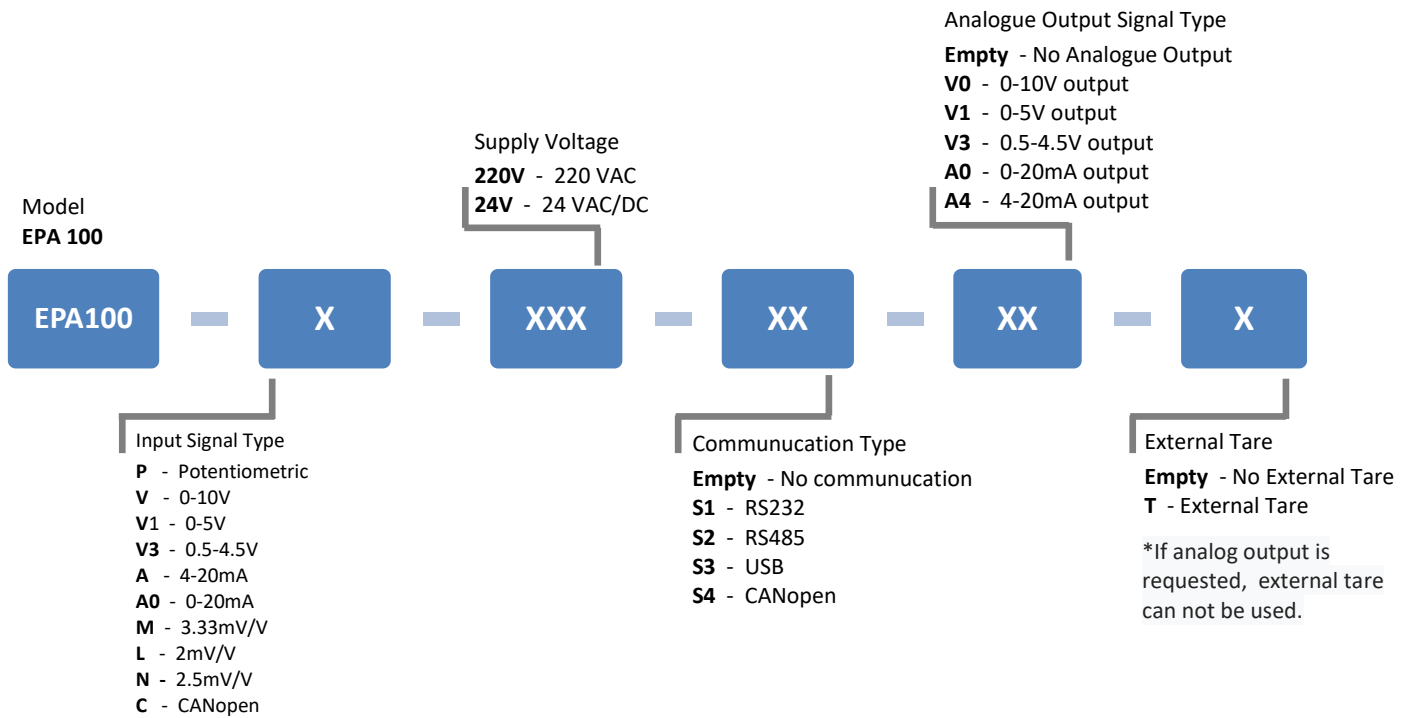 Analogue Output Signal Type
Empty - No Analogue Output
V0 - 0-10V output
V1 - 0-5V output
V3 - 0.5-4.5V output
A0 - 0-20mA output
A4 - 4-20mA output
Supply Voltage
220V - 220 VAC
24V - 24 VAC/DC
Model
EPA 100
EPA100 X XXX XX XX X
Input Signal Type
P - Potentiometric
V - 0-10V
V1 - 0-5V
V3 - 0.5-4.5V
A - 4-20mA
A0 - 0-20mA
M - 3.33mV/V
L - 2mV/V
N - 2.5mV/V
C - CANopen
Communucation Type
Empty - No communucation
S1 - RS232
S2 - RS485
S3 - USB
S4 - CANopen
External Tare
Empty - No External Tare
T - External Tare
*If analog output is
requested, external tare
can not be used.